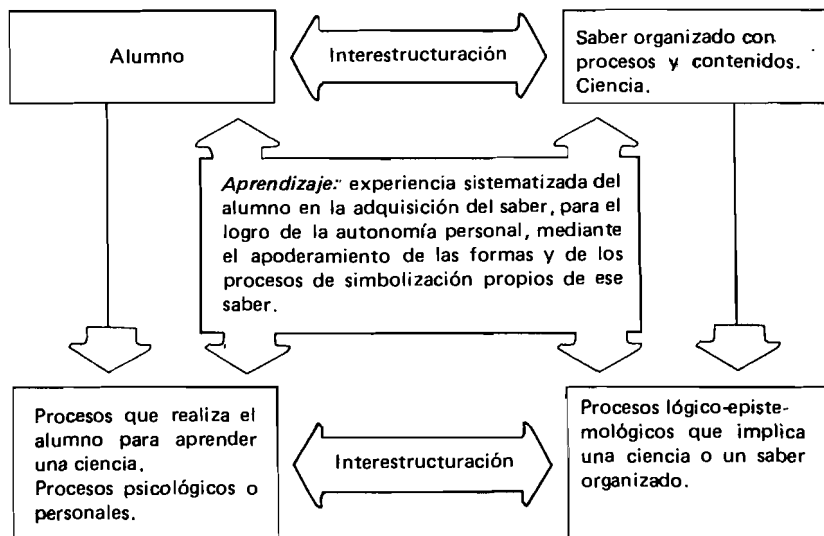 Alumno
Interestructuración
Saber organizado con
procesos y contenidos.
Ciencia.
Aprendizaje: experiencia sistematizada del
alumno en la adquisición del saber, para el
logro de la autonomía personal, mediante
el apoderamiento de las formas y de los
procesos de simbolización propios de ese
saber.
Procesos que realiza el
alumno para aprender
una ciencia.
Procesos psicológicos o
personales.
Interestructuración
Procesos lógico-episte-
mológicos que implica
una ciencia o un saber
organizado.